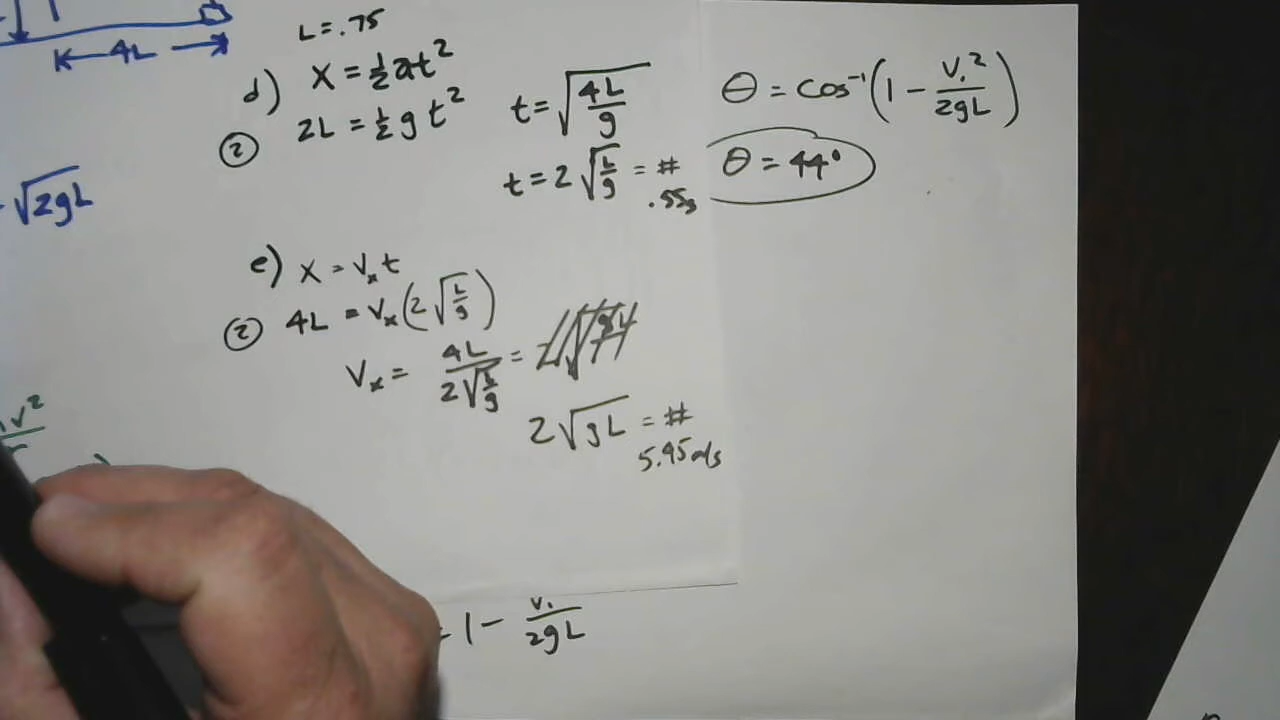 4L
L = .75
d) x = ½at²
② 2L = ½gt²
t = √(4L/g)
t = 2√(L/g) = #
.55s
θ = cos⁻¹(1 − v₁²/2gL)
θ = 44°
√2gL
e) x = vₓt
② 4L = vₓ(2√(L/g))
Vₓ = 4L/2√(L/g) =
2√gL = #
5.95 m/s
v²
= 1 − v₁/2gL